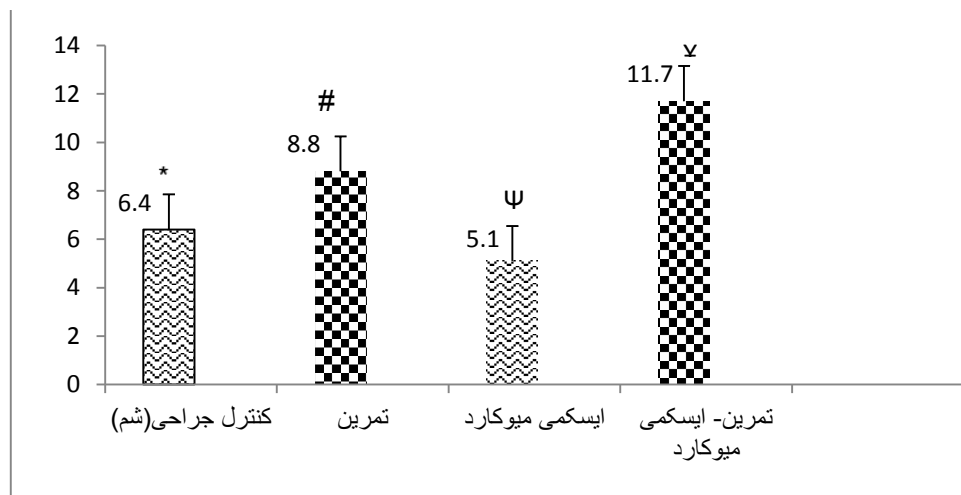 14
12
10
8
6
4
2
0
*
6.4
#
8.8
Ψ
5.1
¥
11.7
کنترل جراحی(شم)
تمرین
ایسکمی میوکارد
تمرین- ایسکمی
میوکارد